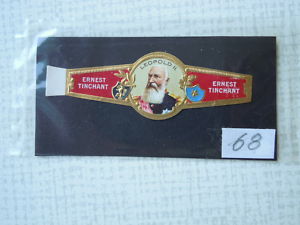 LEOPOLD II
ERNEST
TINCHANT
ERNEST
TINCHANT
68